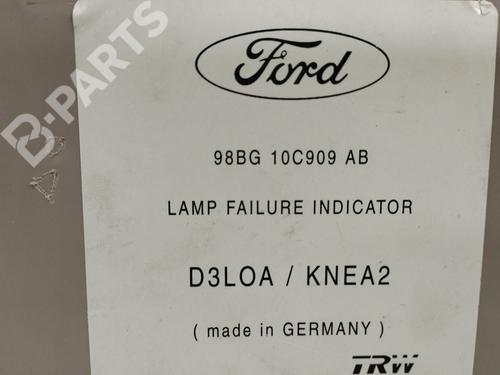 B-PARTS
Ford
98BG 10C909 AB
LAMP FAILURE INDICATOR
D3LOA / KNEA2
( made in GERMANY )
TRW